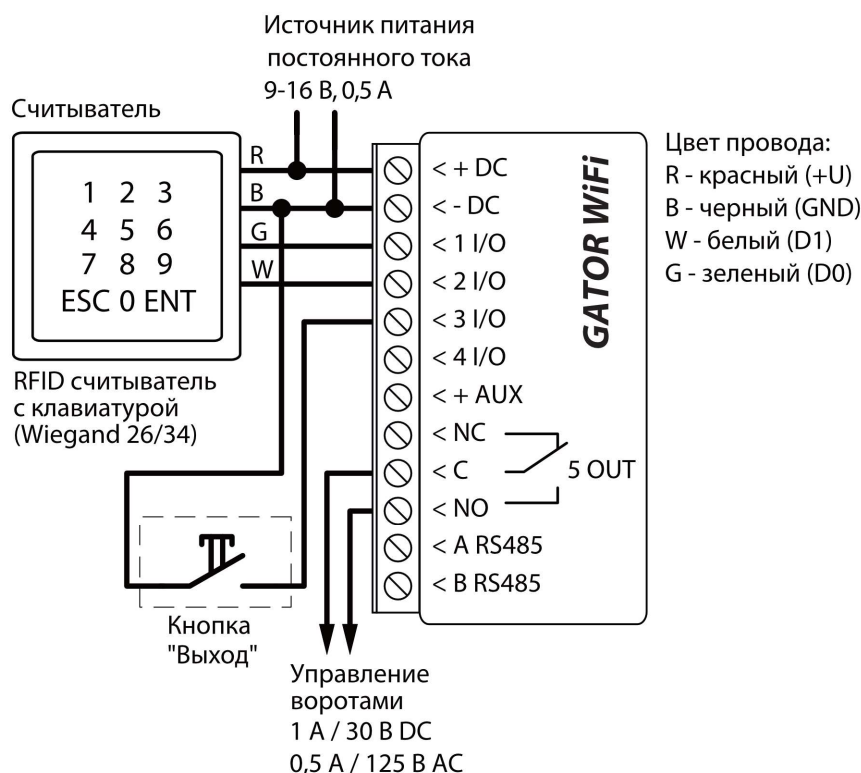 Источник питания
постоянного тока
9-16 В, 0,5 А
Считыватель
1 2 3
4 5 6
7 8 9
ESC 0 ENT
R
B
G
W
RFID считыватель
с клавиатурой
(Wiegand 26/34)
< + DC
< - DC
< 1 I/O
< 2 I/O
< 3 I/O
< 4 I/O
< + AUX
< NC
< C
5 OUT
< NO
< A RS485
< B RS485
GATOR WiFi
Цвет провода:
R - красный (+U)
B - черный (GND)
W - белый (D1)
G - зеленый (D0)
Кнопка
"Выход"
Управление
воротами
1 А / 30 В DC
0,5 А / 125 В AC